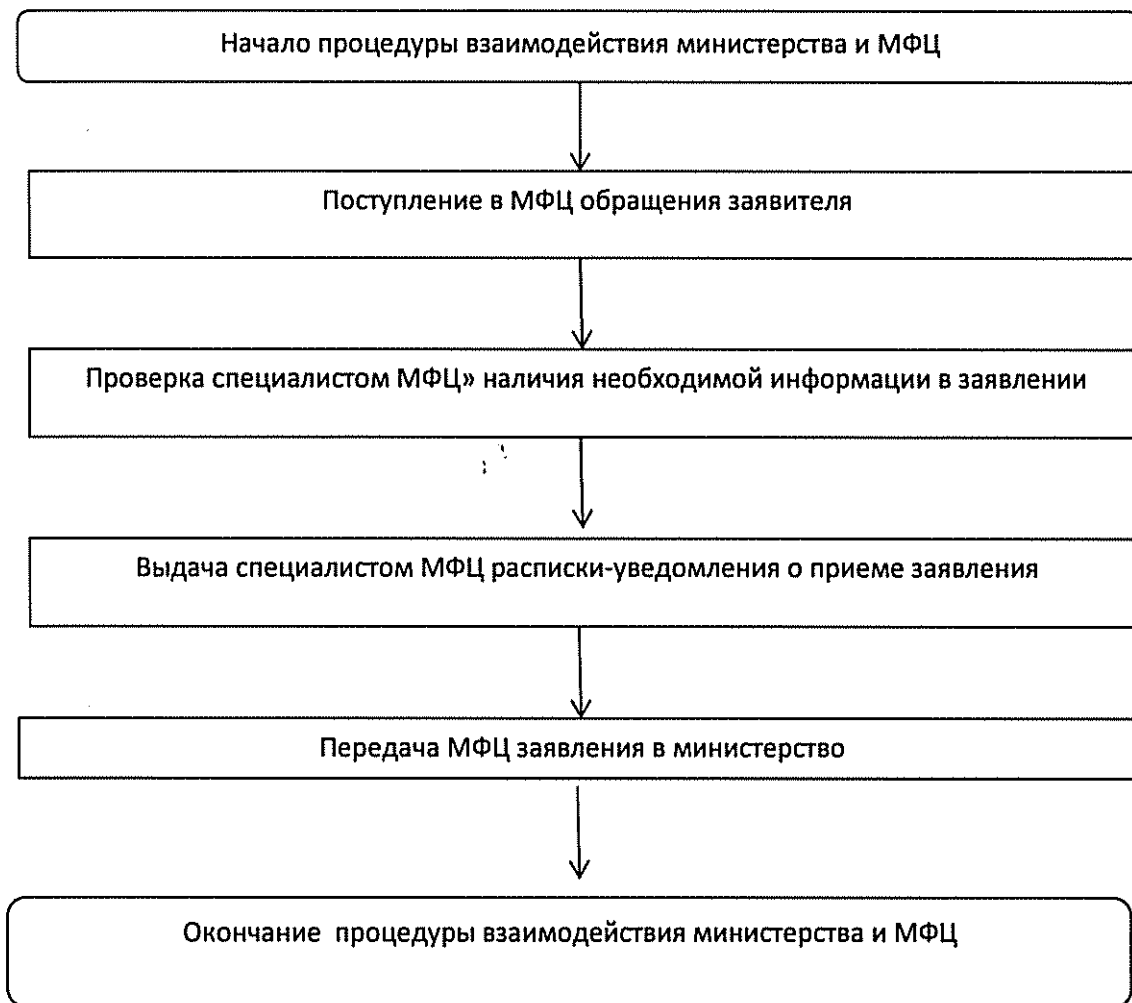 Начало процедуры взаимодействия министерства и МФЦ
Поступление в МФЦ обращения заявителя
Проверка специалистом МФЦ» наличия необходимой информации в заявлении
Выдача специалистом МФЦ расписки-уведомления о приеме заявления
Передача МФЦ заявления в министерство
Окончание процедуры взаимодействия министерства и МФЦ